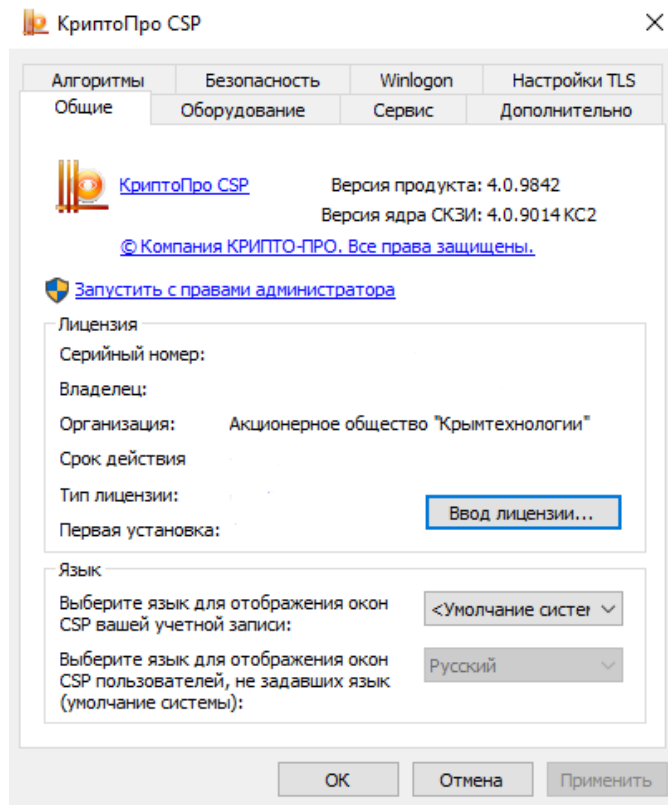 КриптоПро CSP
Алгоритмы Безопасность Winlogon Настройки TLS
Общие Оборудование Сервис Дополнительно
КриптоПро CSP Версия продукта: 4.0.9842
Версия ядра СКЗИ: 4.0.9014 КС2
© Компания КРИПТО-ПРО. Все права защищены.
Запустить с правами администратора
Лицензия
Серийный номер:
Владелец:
Организация: Акционерное общество "Крымтехнологии"
Срок действия
Тип лицензии:
Ввод лицензии...
Первая установка:
Язык
Выберите язык для отображения окон
CSP вашей учетной записи:
<Умолчание систем
Выберите язык для отображения окон
CSP пользователей, не задавших язык
(умолчание системы):
Русский
ОК Отмена Применить